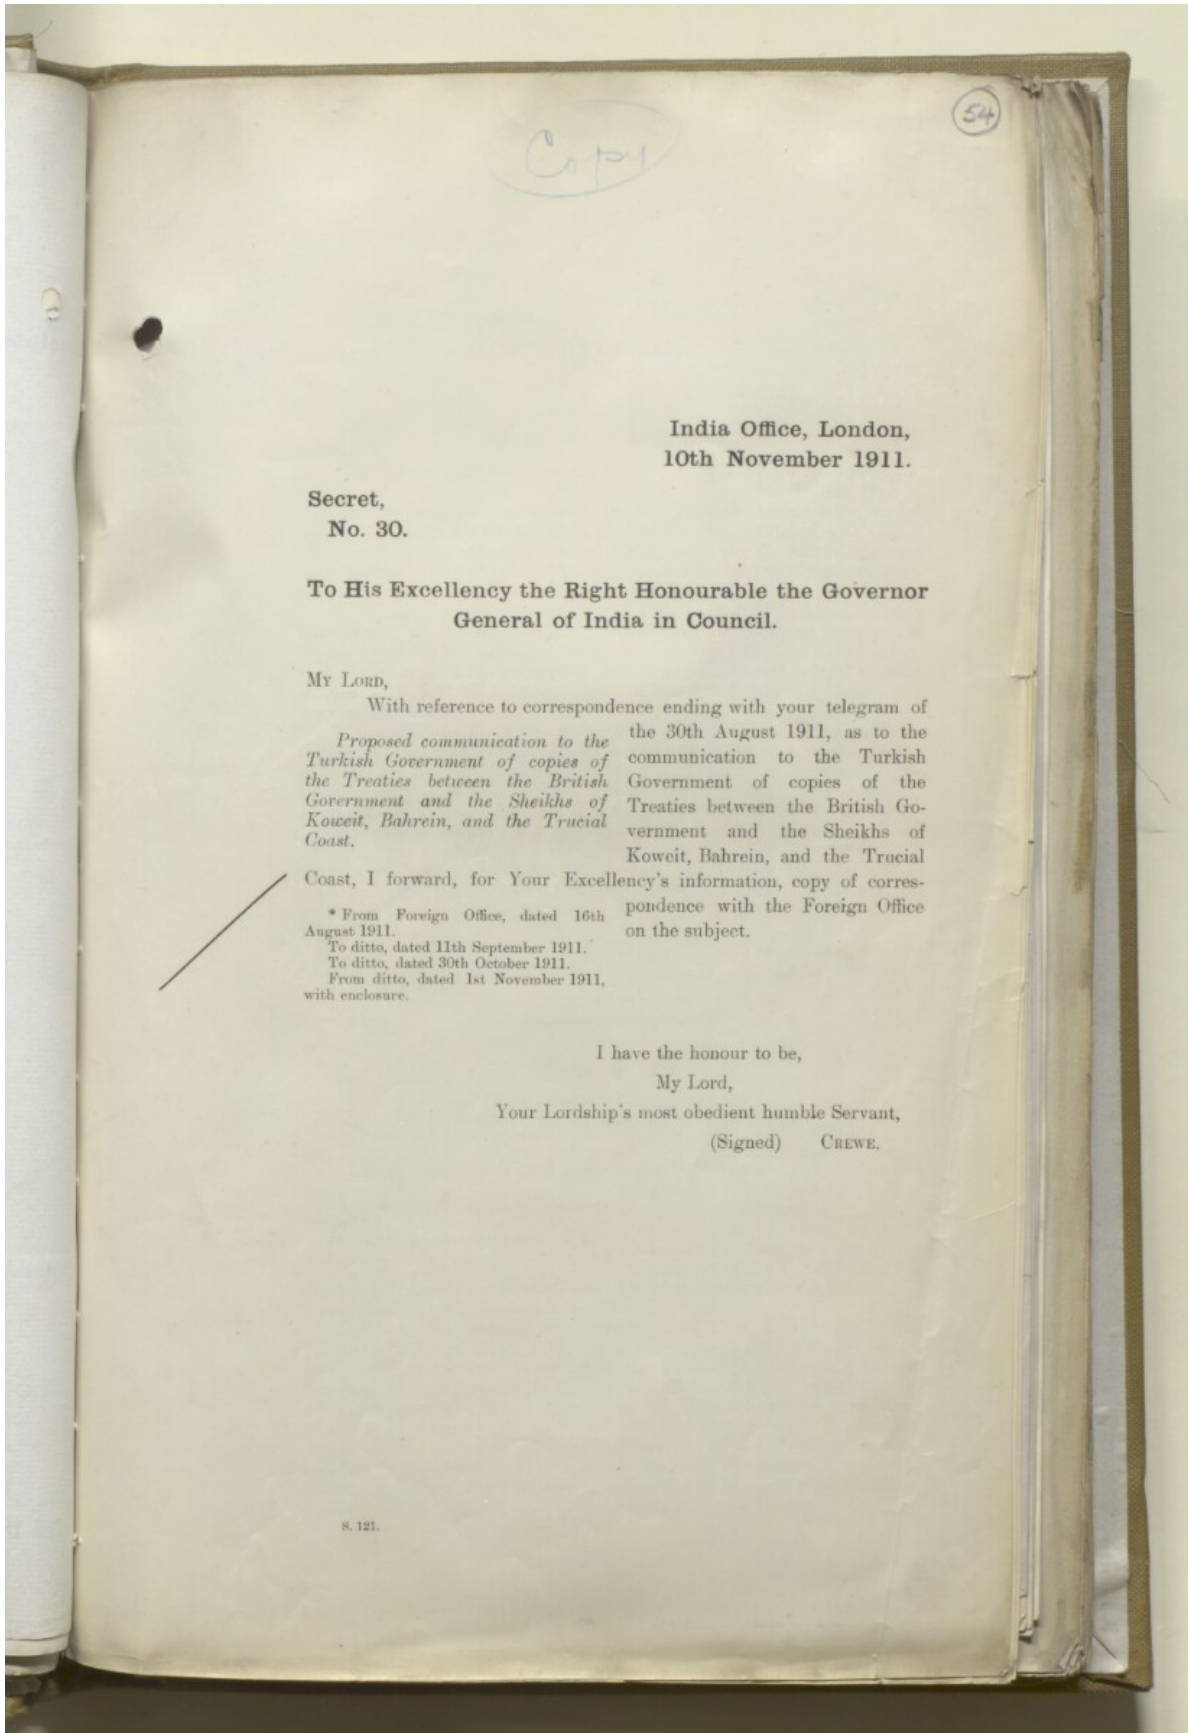 54
Copy
India Office, London,
10th November 1911.
Secret,
No. 30.
To His Excellency the Right Honourable the Governor
General of India in Council.
My Lord,
With reference to correspondence ending with your telegram of
the 30th August 1911, as to the
communication to the Turkish
Government of copies of the
Treaties between the British Go-
vernment and the Sheikhs of
Koweit, Bahrein, and the Trucial
Proposed communication to the
Turkish Government of copies of
the Treaties between the British
Government and the Sheikhs of
Koweit, Bahrein, and the Trucial
Coast.
Coast, I forward, for Your Excellency's information, copy of corres-
pondence with the Foreign Office
on the subject.
* From Foreign Office, dated 16th
August 1911.
To ditto, dated 11th September 1911.
To ditto, dated 30th October 1911.
From ditto, dated 1st November 1911,
with enclosure.
I have the honour to be,
My Lord,
Your Lordship's most obedient humble Servant,
(Signed) Crewe.
S. 121.